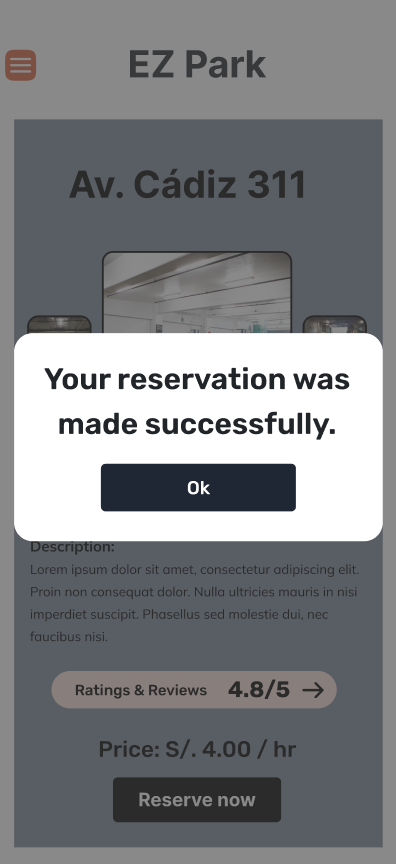 EZ Park
Av. Cádiz 311
Your reservation was
made successfully.
Ok
Description:
Lorem ipsum dolor sit amet, consectetur adipiscing elit.
Proin non consequat dolor. Nulla ultricies mauris in nisi
imperdiet suscipit. Phasellus sed molestie dui, nec
faucibus nisi.
Ratings & Reviews 4.8/5
Price: S/. 4.00 / hr
Reserve now